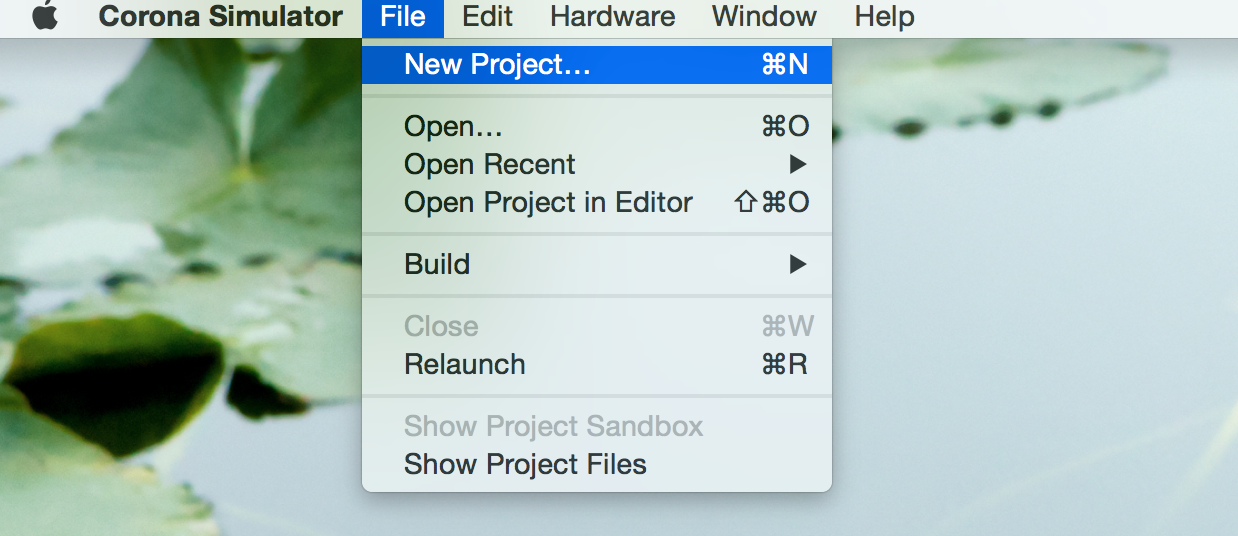 Corona Simulator File Edit Hardware Window Help
New Project... ⌘N
Open... ⌘O
Open Recent ▶
Open Project in Editor ⇧⌘O
Build ▶
Close ⌘W
Relaunch ⌘R
Show Project Sandbox
Show Project Files